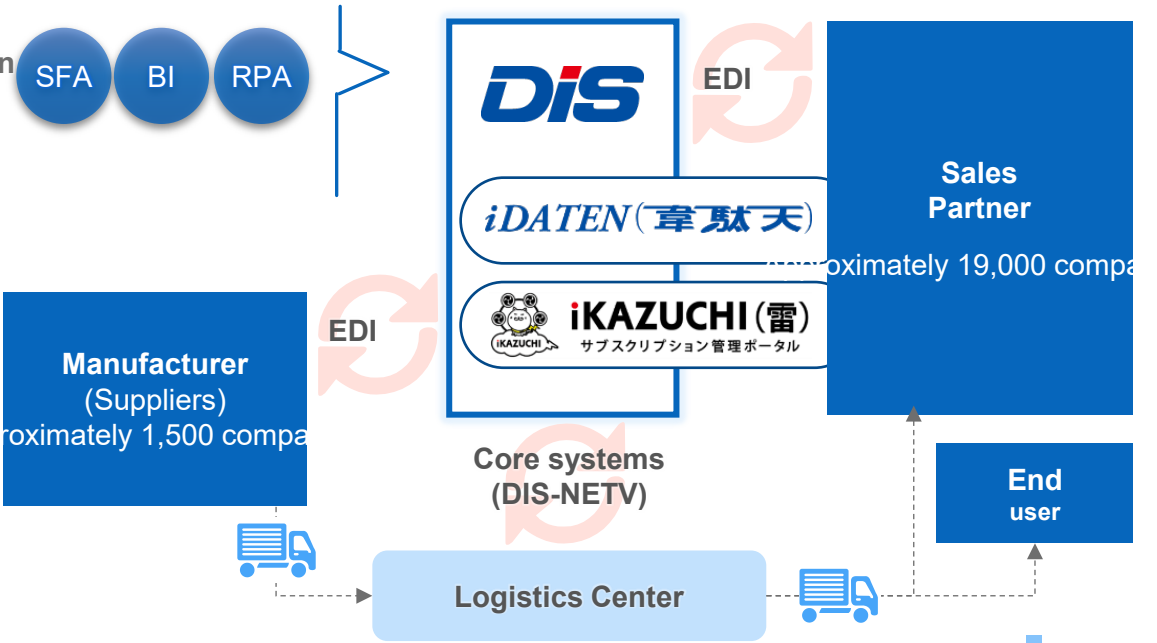 n
SFA
BI
RPA
DiS
EDI
iDATEN(韋駄天)
Sales
Partner
oximately 19,000 compa
iKAZUCHI
iKAZUCHI(雷)
サブスクリプション管理ポータル
EDI
Manufacturer
(Suppliers)
roximately 1,500 compa
Core systems
(DIS-NETV)
End
user
Logistics Center